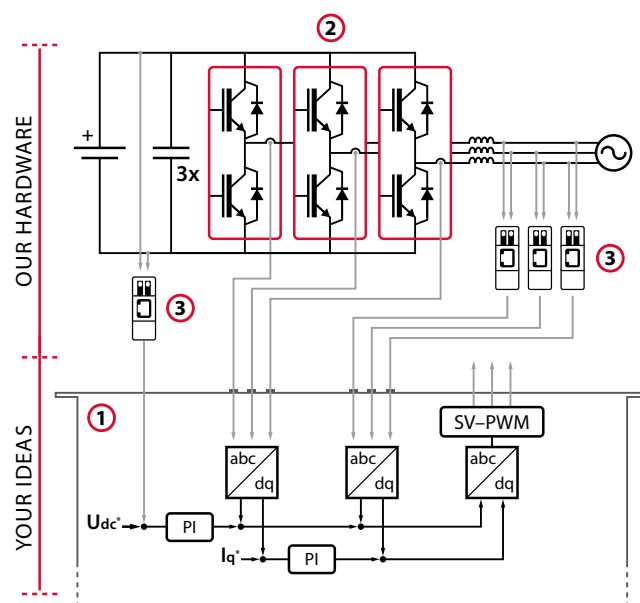 2
OUR HARDWARE
+
3x
3
3
YOUR IDEAS
1
SV–PWM
abc
dq
abc
dq
abc
dq
Udc*
PI
Iq*
PI